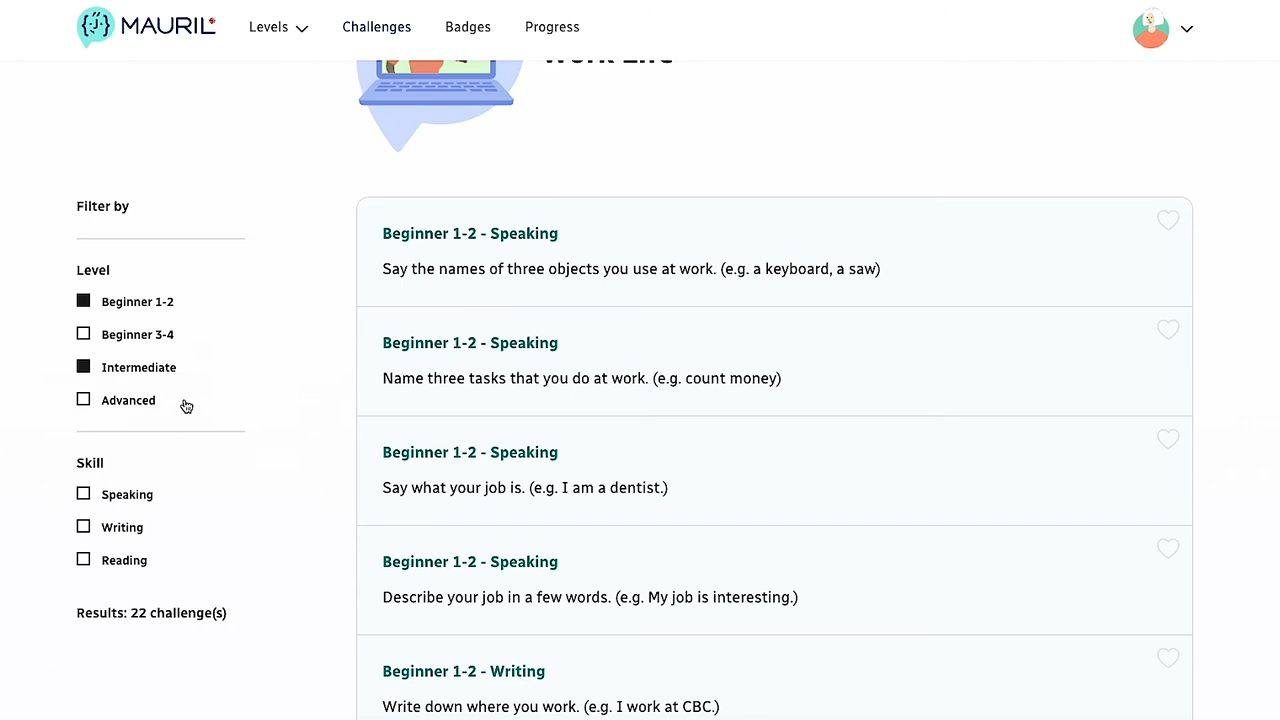 MAURIL
Levels
Challenges
Badges
Progress
Work Life
Filter by
Level
Beginner 1-2
Beginner 3-4
Intermediate
Advanced
Skill
Speaking
Writing
Reading
Results: 22 challenge(s)
Beginner 1-2 - Speaking
Say the names of three objects you use at work. (e.g. a keyboard, a saw)
Beginner 1-2 - Speaking
Name three tasks that you do at work. (e.g. count money)
Beginner 1-2 - Speaking
Say what your job is. (e.g. I am a dentist.)
Beginner 1-2 - Speaking
Describe your job in a few words. (e.g. My job is interesting.)
Beginner 1-2 - Writing
Write down where you work. (e.g. I work at CBC.)